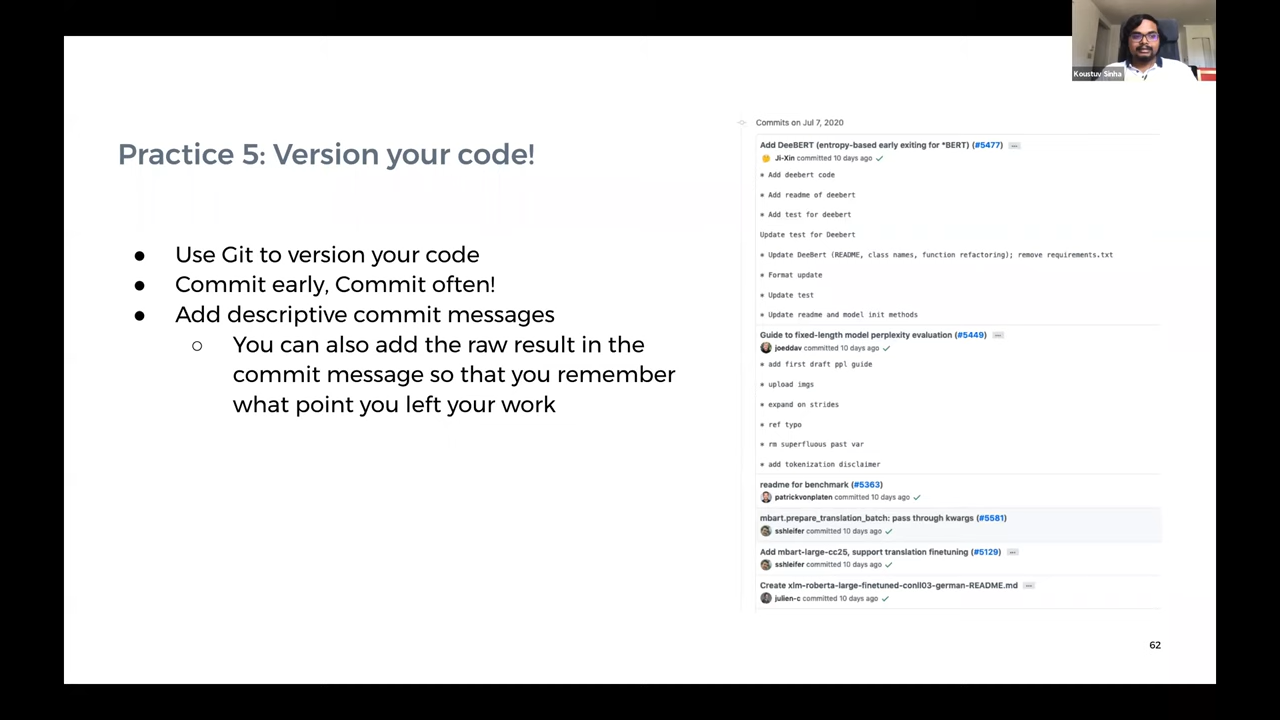 Koustuv Sinha
Practice 5: Version your code!
● Use Git to version your code
● Commit early, Commit often!
● Add descriptive commit messages
○ You can also add the raw result in the
commit message so that you remember
what point you left your work
Commits on Jul 7, 2020
Add DeeBERT (entropy-based early exiting for *BERT) (#5477) ...
Ji-Xin committed 10 days ago ✓
* Add deebert code
* Add readme of deebert
* Add test for deebert
Update test for Deebert
* Update DeeBert (README, class names, function refactoring); remove requirements.txt
* Format update
* Update test
* Update readme and model init methods
Guide to fixed-length model perplexity evaluation (#5449) ...
joeddav committed 10 days ago ✓
* add first draft ppl guide
* upload imgs
* expand on strides
* ref typo
* rm superfluous past var
* add tokenization disclaimer
readme for benchmark (#5363)
patrickvonplaten committed 10 days ago ✓
mbart.prepare_translation_batch: pass through kwargs (#5581)
sshleifer committed 10 days ago ✓
Add mbart-large-cc25, support translation finetuning (#5129) ...
sshleifer committed 10 days ago ✓
Create xlm-roberta-large-finetuned-conll03-german-README.md ...
julien-c committed 10 days ago ✓
62